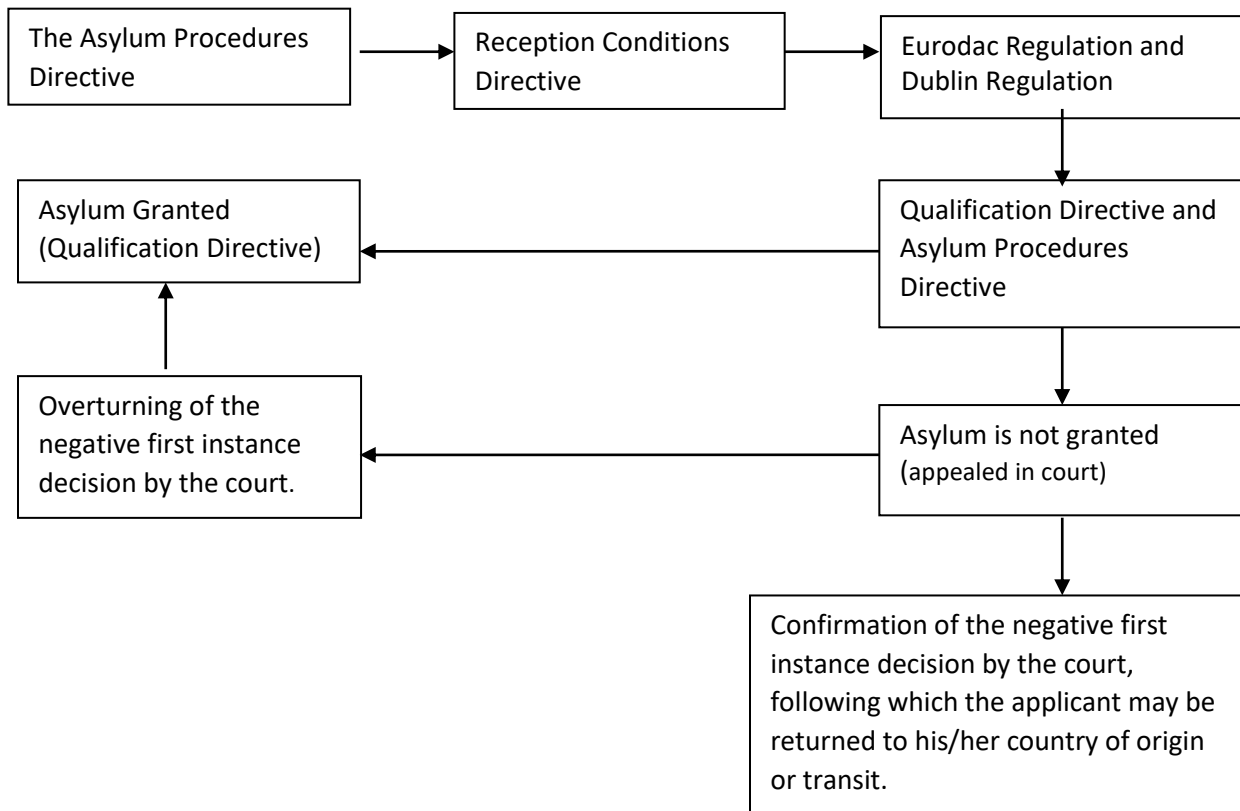 The Asylum Procedures
Directive
Reception Conditions
Directive
Eurodac Regulation and
Dublin Regulation
Asylum Granted
(Qualification Directive)
Qualification Directive and
Asylum Procedures
Directive
Overturning of the
negative first instance
decision by the court.
Asylum is not granted
(appealed in court)
Confirmation of the negative first
instance decision by the court,
following which the applicant may be
returned to his/her country of origin
or transit.